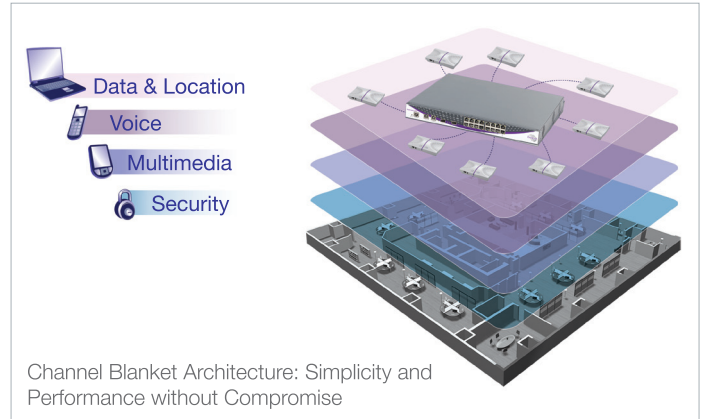 Data & Location
Voice
Multimedia
Security
Channel Blanket Architecture: Simplicity and
Performance without Compromise